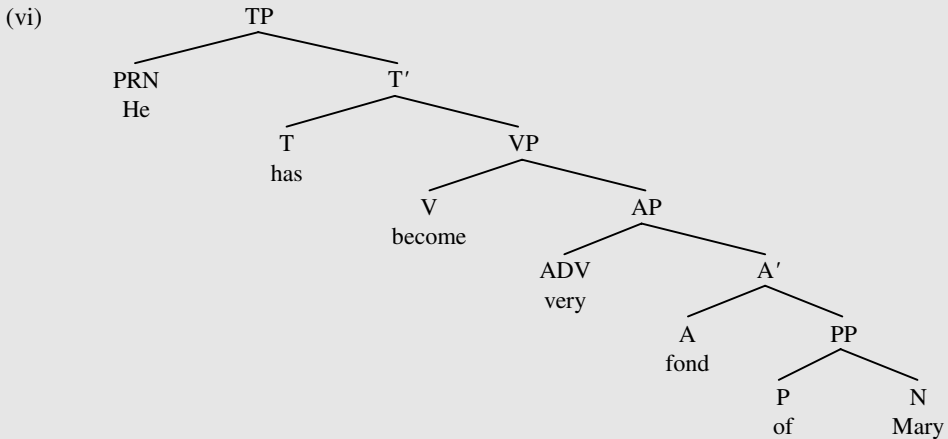 (vi) TP
PRN T′
He
T VP
has
V AP
become
ADV A′
very
A PP
fond
P N
of Mary